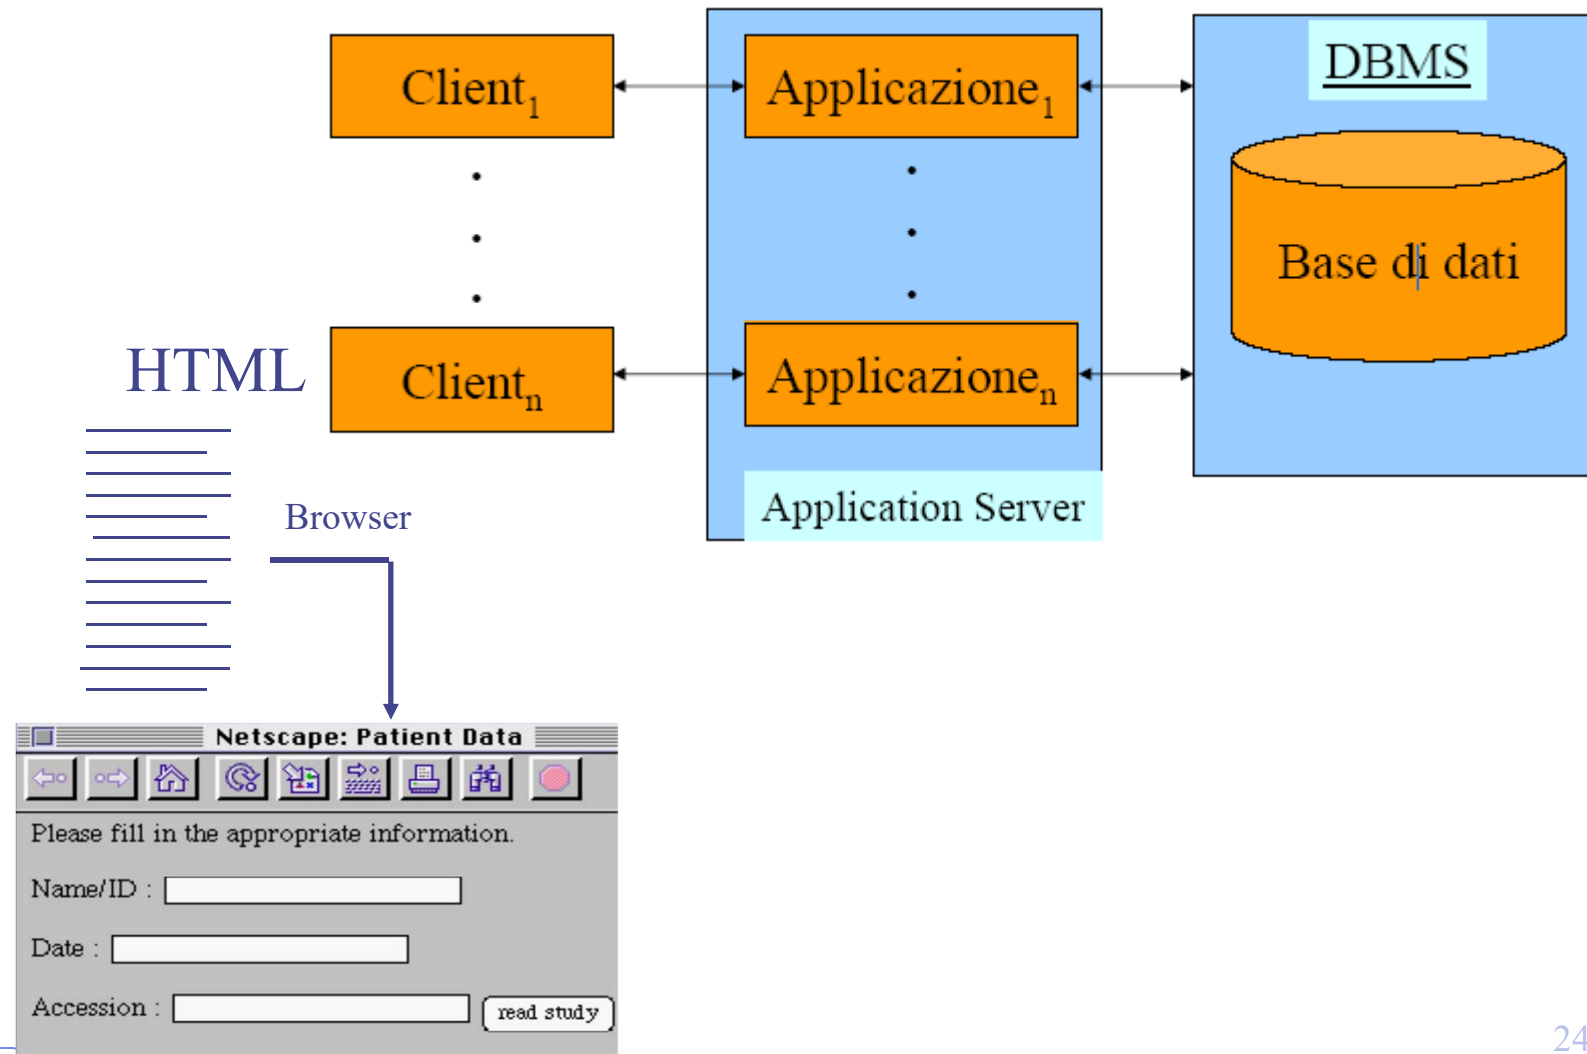 Client1
Applicazione1
DBMS
Base di dati
HTML
Clientn
Applicazionen
Application Server
Browser
Netscape: Patient Data
Please fill in the appropriate information.
Name/ID :
Date :
Accession :
read study
24